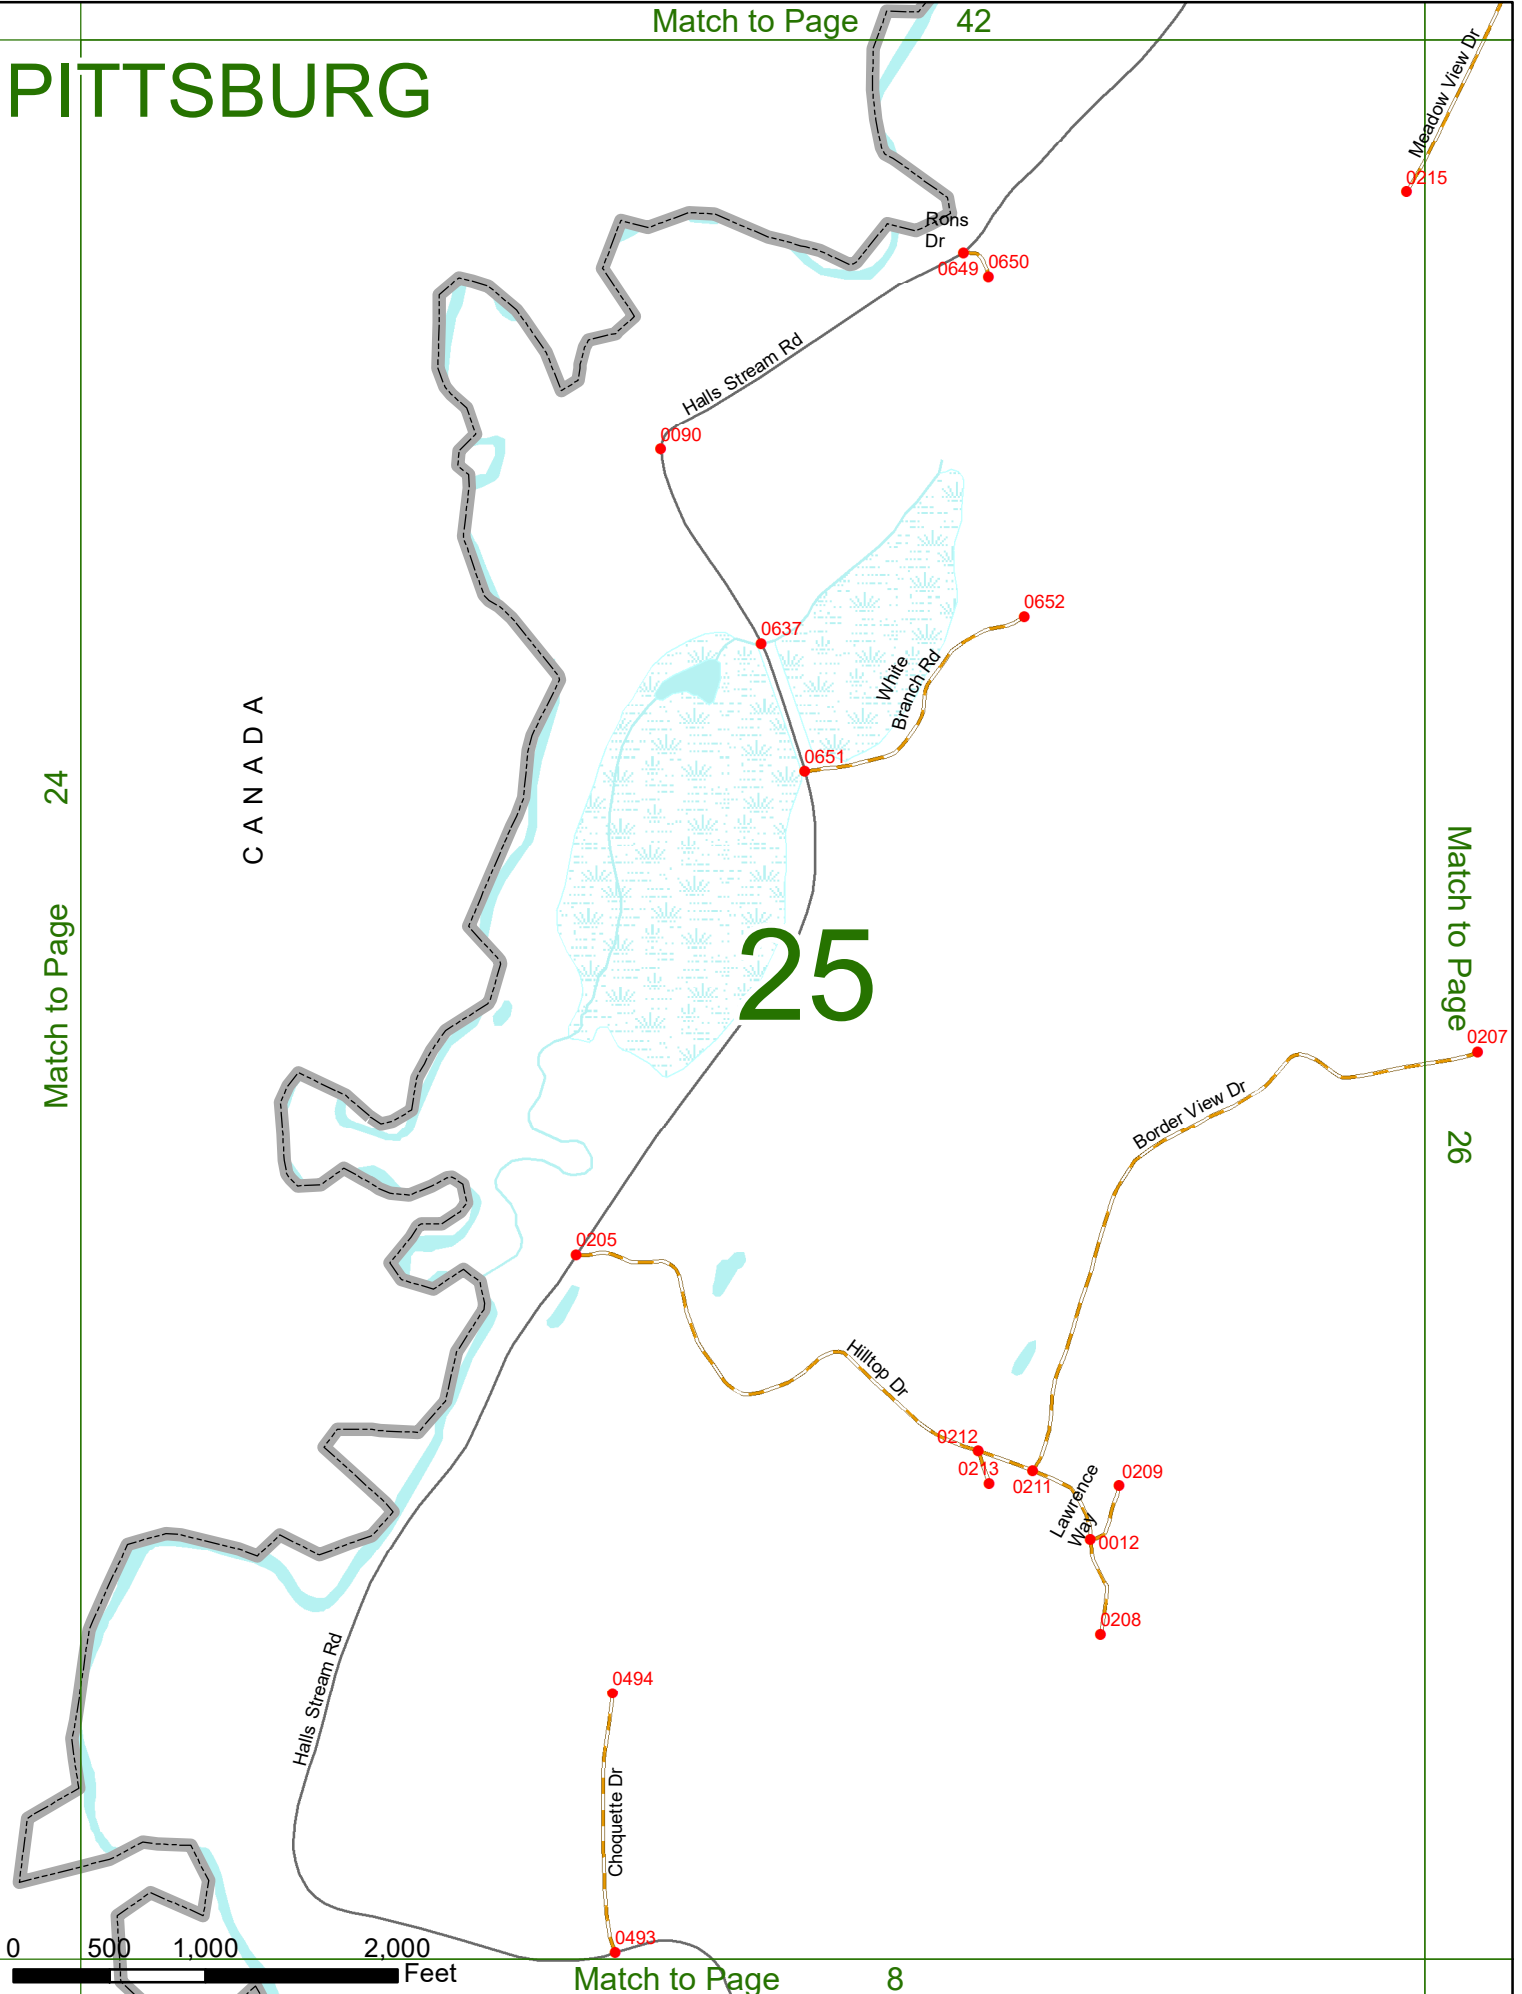 Match to Page 42
PITTSBURG
Meadow View Dr
0215
Rons
Dr
0649
0650
Halls Stream Rd
0090
0652
0637
White
Branch Rd
0651
CANADA
24
Match to Page
25
Match to Page
26
0207
Border View Dr
0205
Hilltop Dr
0212
0213
0211
0209
Lawrence
Way
0012
0208
Halls Stream Rd
0494
Choquette Dr
0493
0 500 1,000 2,000
Feet
Match to Page 8